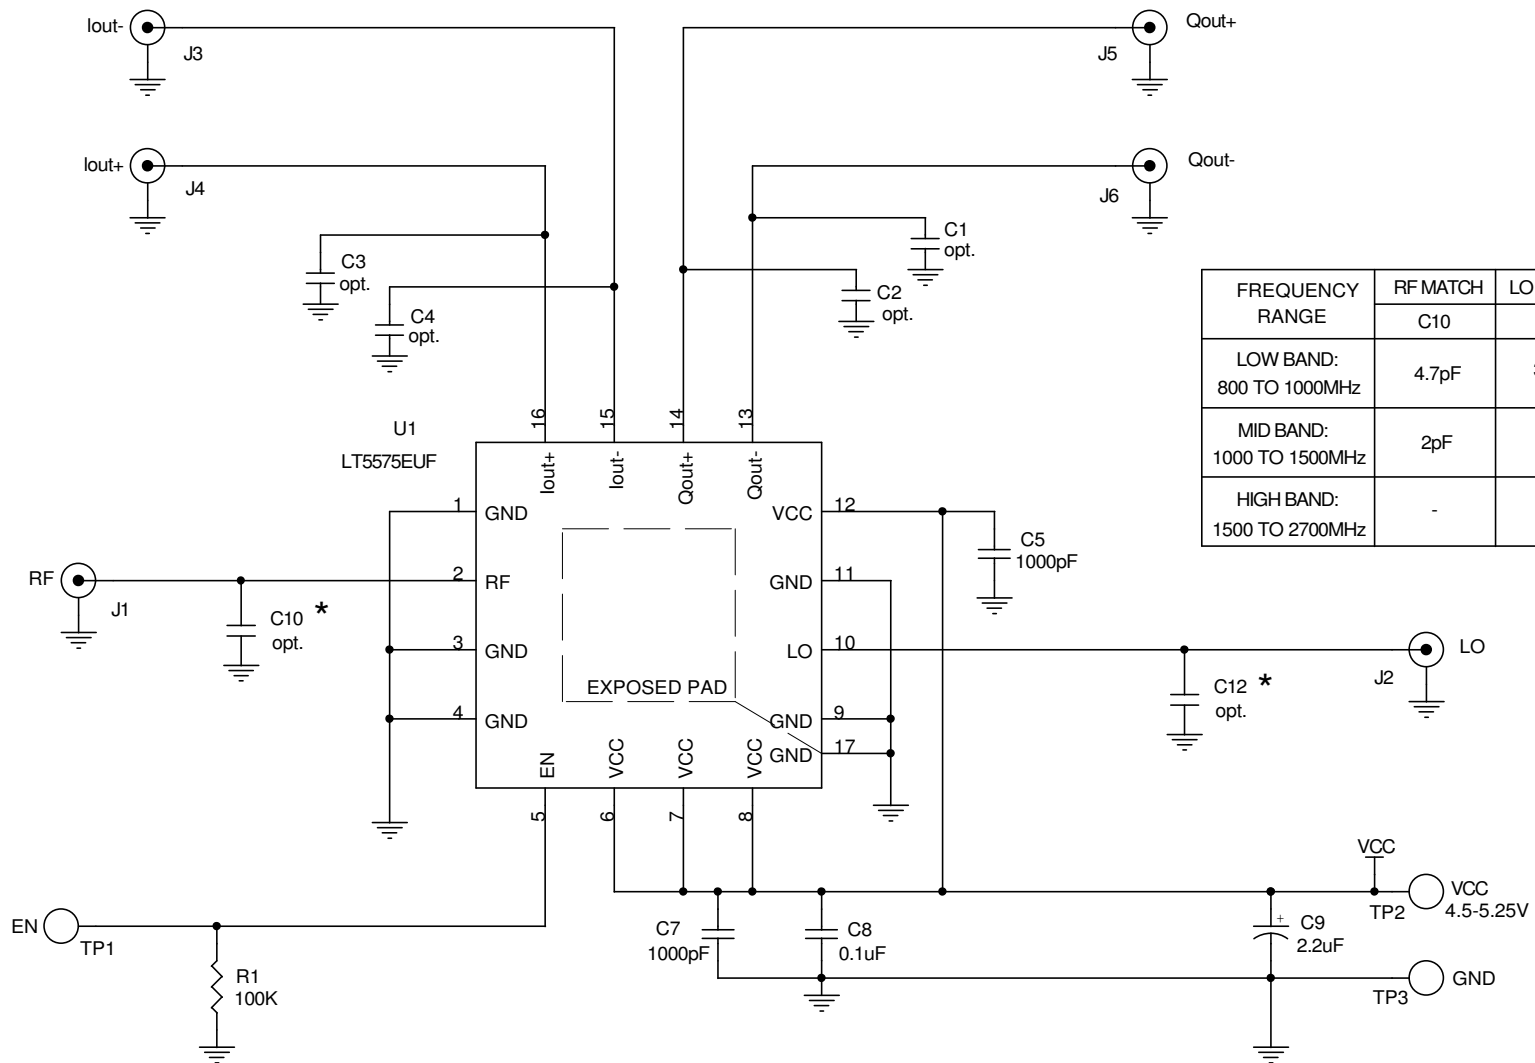 Iout-
J3
Qout+
J5
Iout+
J4
Qout-
J6
C1
opt.
C3
opt.
C2
opt.
C4
opt.
FREQUENCY
RANGE
RF MATCH
LO
C10
LOW BAND:
800 TO 1000MHz
4.7pF
MID BAND:
1000 TO 1500MHz
2pF
HIGH BAND:
1500 TO 2700MHz
-
U1
LT5575EUF
16
15
14
13
Iout+
Iout-
Qout+
Qout-
1
GND
VCC
12
C5
1000pF
RF
J1
2
RF
GND
11
C10 *
opt.
3
GND
LO
10
LO
J2
C12 *
opt.
EXPOSED PAD
4
GND
GND
9
GND
17
EN
VCC
VCC
VCC
5
6
7
8
VCC
VCC
4.5-5.25V
TP2
EN
TP1
C7
1000pF
C8
0.1uF
+
C9
2.2uF
R1
100K
GND
TP3